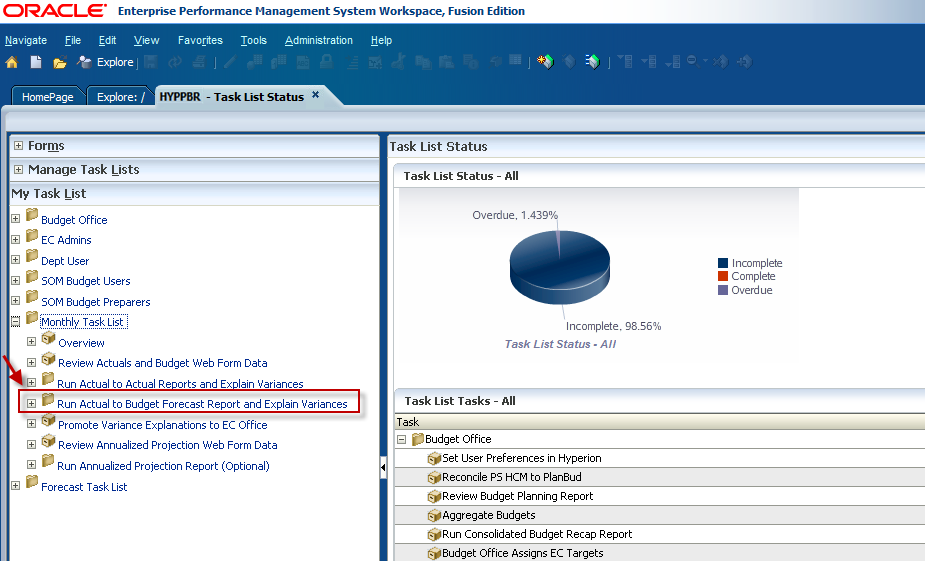 ORACLE® Enterprise Performance Management System Workspace, Fusion Edition
Navigate File Edit View Favorites Tools Administration Help
Explore
HomePage Explore: / HYPPBR - Task List Status
Forms
Manage Task Lists
My Task List
Budget Office
EC Admins
Dept User
SOM Budget Users
SOM Budget Preparers
Monthly Task List
Overview
Review Actuals and Budget Web Form Data
Run Actual to Actual Reports and Explain Variances
Run Actual to Budget Forecast Report and Explain Variances
Promote Variance Explanations to EC Office
Review Annualized Projection Web Form Data
Run Annualized Projection Report (Optional)
Forecast Task List
Task List Status
Task List Status - All
Overdue, 1.439%
Incomplete
Complete
Overdue
Incomplete, 98.56%
Task List Status - All
Task List Tasks - All
Task
Budget Office
Set User Preferences in Hyperion
Reconcile PS HCM to PlanBud
Review Budget Planning Report
Aggregate Budgets
Run Consolidated Budget Recap Report
Budget Office Assigns EC Targets